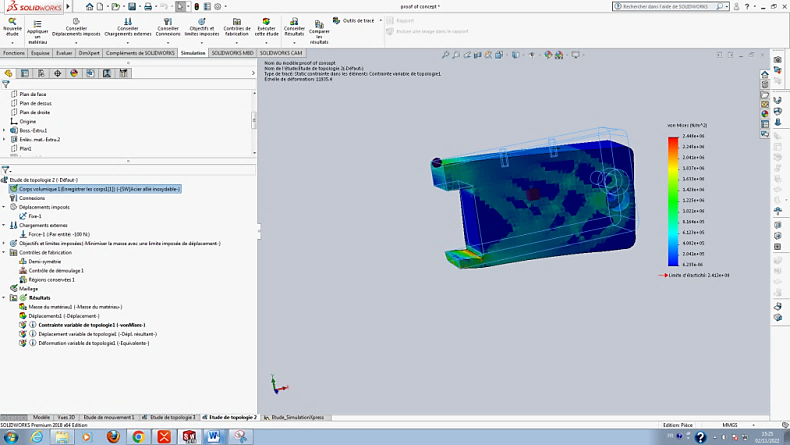 SOLIDWORKS
proof of concept *
Rechercher dans l'aide de SOLIDWORKS
Nouvelle étude
Appliquer un matériau
Conseiller Déplacements imposés
Conseiller Chargements externes
Conseiller Connexions
Objectifs et limites imposées
Exécuter cette étude
Conseiller Résultats
Comparer les résultats
Outils de tracé
Rapport
Inclure une image dans le rapport
Fonctions
Esquisse
Evaluer
DimXpert
Compléments de SOLIDWORKS
Simulation
SOLIDWORKS MBD
SOLIDWORKS CAM
Plan de face
Plan de dessus
Plan de droite
Origine
Boss.-Extru.1
Enlèv. mat.-Extru.2
Plan1
Etude de topologie 2 (-Défaut-)
Corps volumique 1(Enregistrer les corps1[1]) (-[SW]Acier allié inoxydable-)
Connexions
Déplacements imposés
Fixe-1
Chargements externes
Force-1 (:Par entité: -100 N:)
Objectifs et limites imposées(-Minimiser la masse avec une limite imposée de déplacement-)
Contrôles de fabrication
Demi-symétrie
Contrôle de démoulage 1
Régions conservées 1
Maillage
Résultats
Masse du matériau1 (-Masse du matériau-)
Déplacements1 (-Déplacement-)
Contrainte variable de topologie1 (-vonMises-)
Déplacement variable de topologie1 (-Dépl. résultant-)
Déformation variable de topologie1 (-Equivalente-)
Nom du modèle:proof of concept
Nom de l'étude:Etude de topologie 2(-Défaut-)
Type de tracé: Static contrainte dans les éléments Contrainte variable de topologie1
Echelle de déformation: 11935.4
von Mises (N/m^2)
2.448e+06
2.244e+06
2.041e+06
1.837e+06
1.633e+06
1.429e+06
1.225e+06
1.021e+06
8.164e+05
6.123e+05
4.082e+05
2.041e+05
6.233e-06
Modèle
Vues 3D
Etude de mouvement 1
Etude de topologie 3
Etude de topologie 2
Etude_SimulationXpress
SOLIDWORKS Premium 2018 x64 Edition
Edition: Pièce
MMGS
FR
15:25
02/11/2022